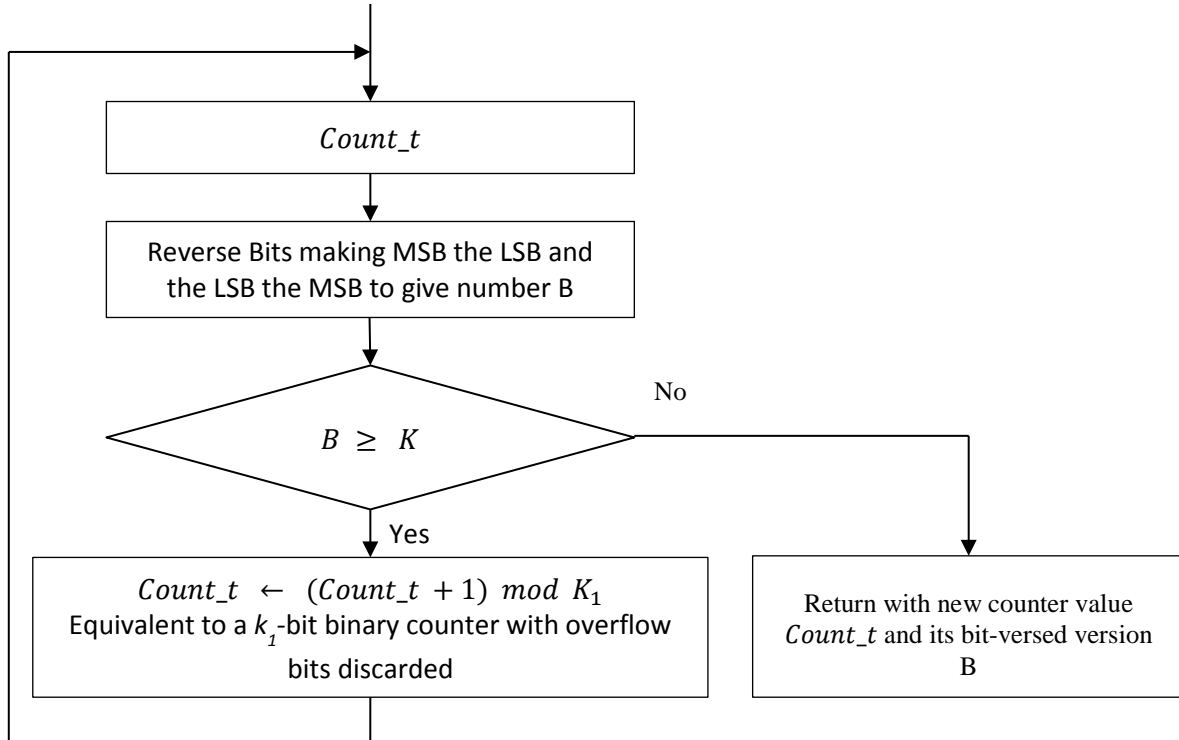 Count_t
Reverse Bits making MSB the LSB and
the LSB the MSB to give number B
No
B ≥ K
Yes
Count_t ← (Count_t + 1) mod K₁
Equivalent to a k₁-bit binary counter with overflow
bits discarded
Return with new counter value
Count_t and its bit-versed version
B